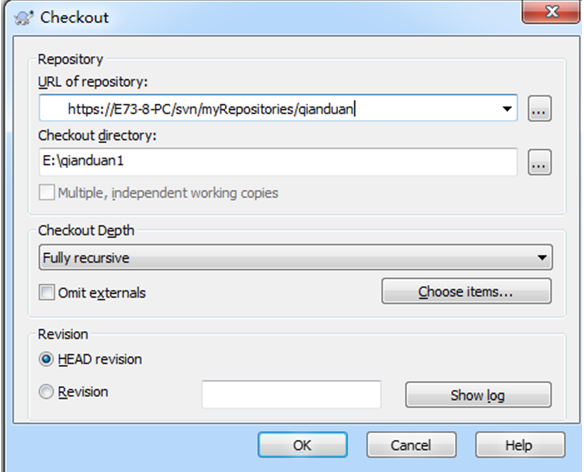 Checkout
Repository
URL of repository:
https://E73-8-PC/svn/myRepositories/qianduan
...
Checkout directory:
E:\qianduan1
...
Multiple, independent working copies
Checkout Depth
Fully recursive
Omit externals
Choose items...
Revision
HEAD revision
Revision
Show log
OK
Cancel
Help